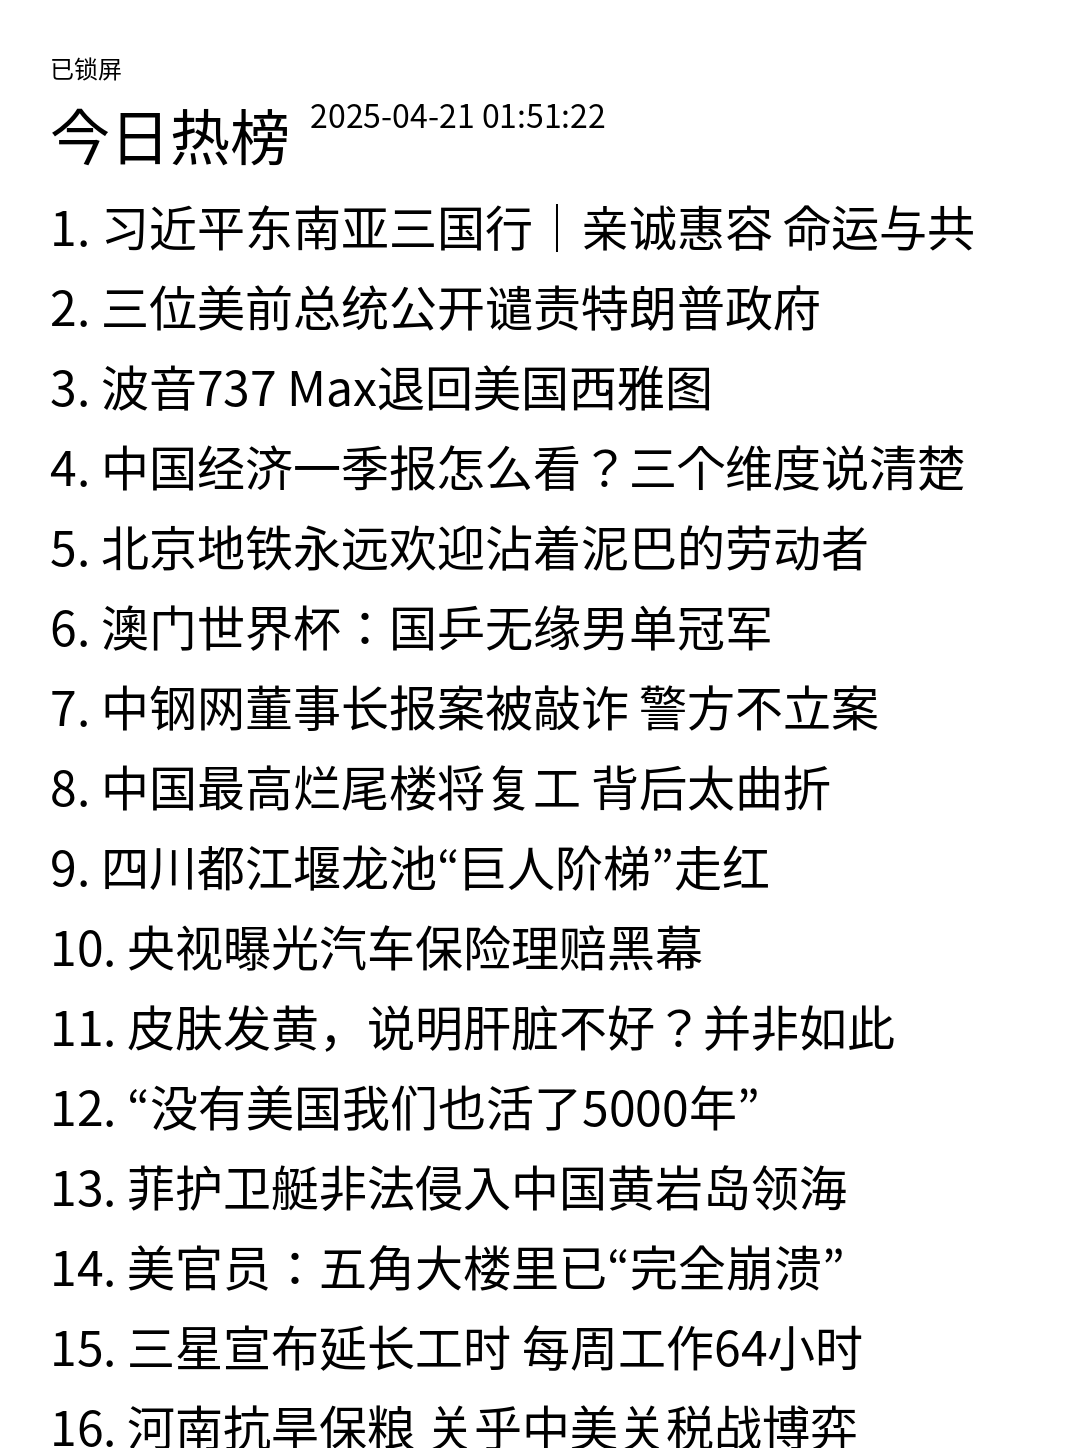 已锁屏
今日热榜 2025-04-21 01:51:22
1. 习近平东南亚三国行｜亲诚惠容 命运与共
2. 三位美前总统公开谴责特朗普政府
3. 波音737 Max退回美国西雅图
4. 中国经济一季报怎么看？三个维度说清楚
5. 北京地铁永远欢迎沾着泥巴的劳动者
6. 澳门世界杯：国乒无缘男单冠军
7. 中钢网董事长报案被敲诈 警方不立案
8. 中国最高烂尾楼将复工 背后太曲折
9. 四川都江堰龙池“巨人阶梯”走红
10. 央视曝光汽车保险理赔黑幕
11. 皮肤发黄，说明肝脏不好？并非如此
12. “没有美国我们也活了5000年”
13. 菲护卫艇非法侵入中国黄岩岛领海
14. 美官员：五角大楼里已“完全崩溃”
15. 三星宣布延长工时 每周工作64小时
16. 河南抗旱保粮 关乎中美关税战博弈